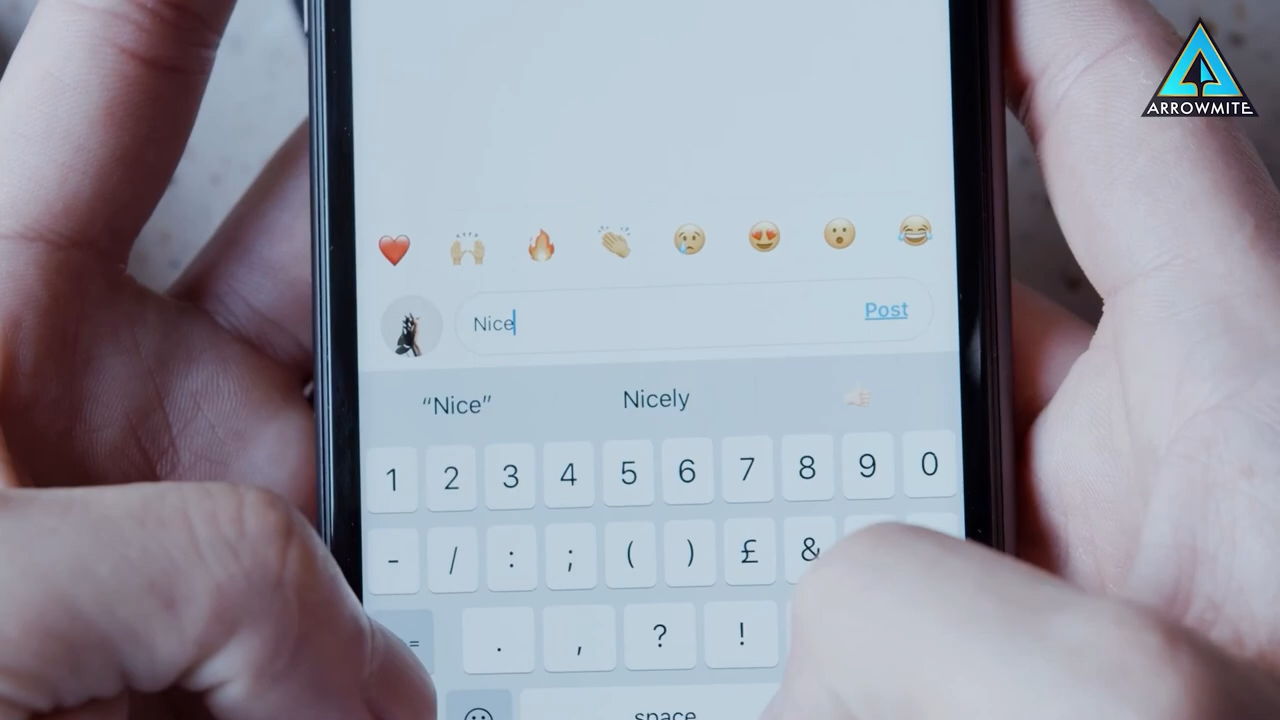 ARROWMITE
Nice
Post
“Nice” Nicely
1 2 3 4 5 6 7 8 9 0
- / : ; ( ) £ &
= . , ? !
space